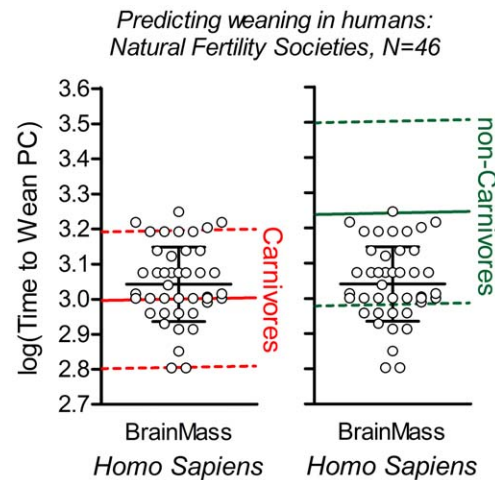 Predicting weaning in humans:
Natural Fertility Societies, N=46
log(Time to Wean PC)
3.6
3.5
3.4
3.3
3.2
3.1
3.0
2.9
2.8
2.7
Carnivores
non-Carnivores
BrainMass
BrainMass
Homo Sapiens
Homo Sapiens